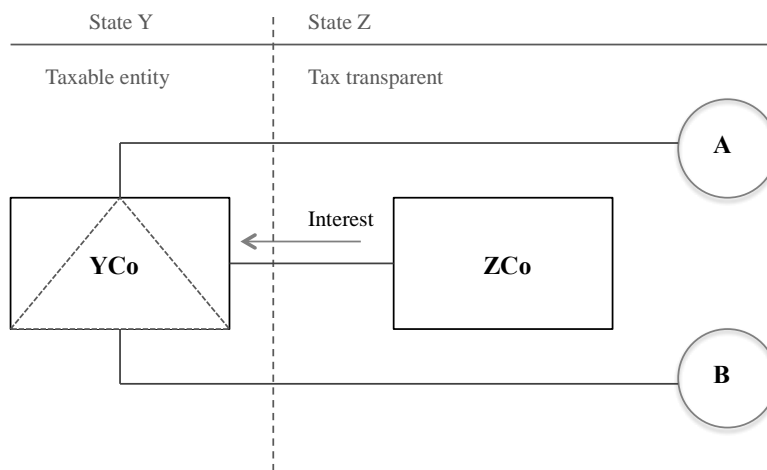 State Y
State Z
Taxable entity
Tax transparent
A
Interest
YCo
ZCo
B